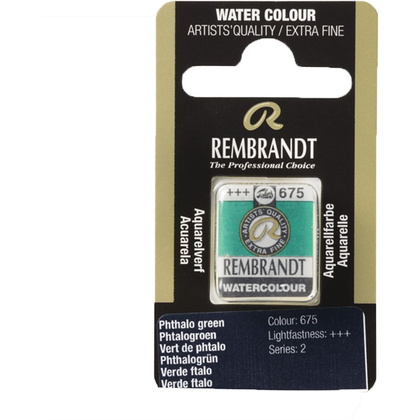 WATER COLOUR
ARTISTS' QUALITY / EXTRA FINE
R
REMBRANDT
The Professional Choice
Aquarelverf
Acuarela
+++ 675
ARTISTS' QUALITY
R
EXTRA FINE
REMBRANDT
WATERCOLOUR
Aquarellfarbe
Aquarelle
Phthalo green
Phtalogroen
Vert de phtalo
Phthalogrün
Verde ftalo
Verde ftalo
Colour: 675
Lightfastness: +++
Series: 2